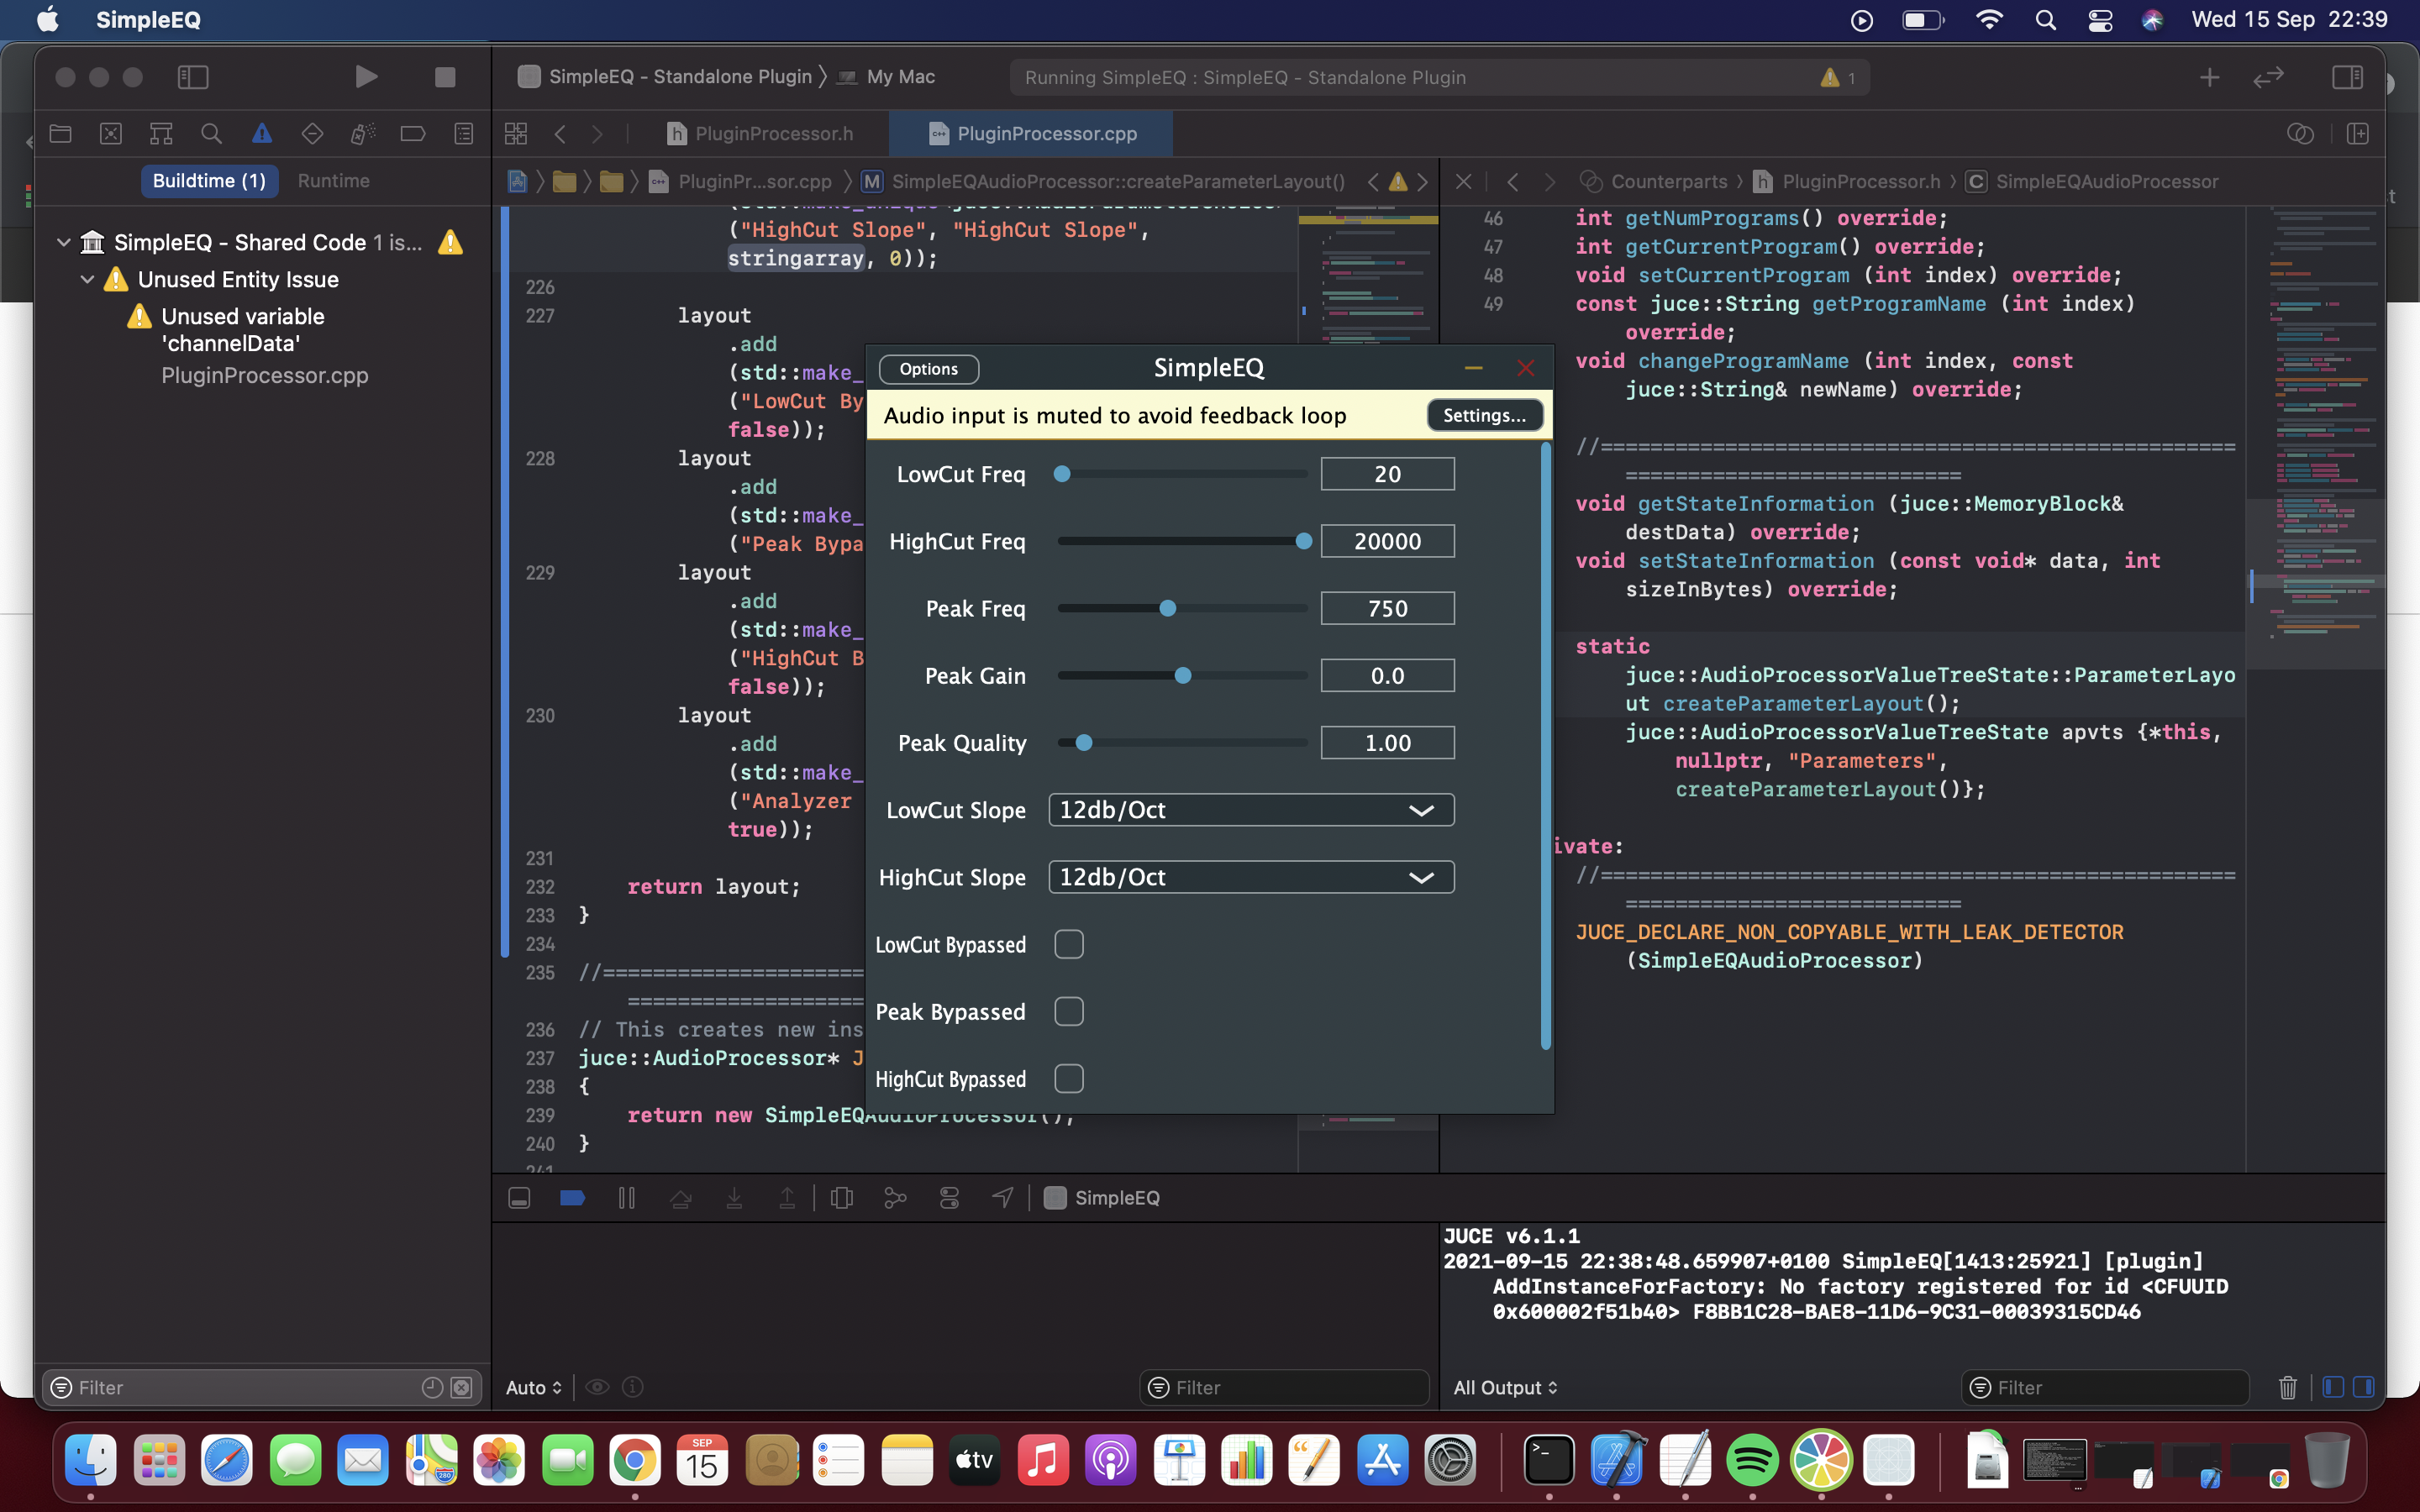 SimpleEQ
Wed 15 Sep 22:39
SimpleEQ - Standalone Plugin
My Mac
Running SimpleEQ : SimpleEQ - Standalone Plugin
1
PluginProcessor.h
PluginProcessor.cpp
Buildtime (1)
Runtime
PluginPr...sor.cpp
M
SimpleEQAudioProcessor::createParameterLayout()
Counterparts
h PluginProcessor.h
C SimpleEQAudioProcessor
SimpleEQ - Shared Code 1 is...
Unused Entity Issue
Unused variable
'channelData'
PluginProcessor.cpp
("HighCut Slope", "HighCut Slope",
stringarray, 0));
226
227 layout
.add
(std::make_
("LowCut By
false));
228 layout
.add
(std::make_
("Peak Bypa
229 layout
.add
(std::make_
("HighCut B
false));
230 layout
.add
(std::make_
("Analyzer
true));
231
232 return layout;
233 }
234
235 //=====================
===================
236 // This creates new ins
237 juce::AudioProcessor* J
238 {
239 return new SimpleEQAudioProcessor();
240 }
241
Options
SimpleEQ
Audio input is muted to avoid feedback loop
Settings...
LowCut Freq 20
HighCut Freq 20000
Peak Freq 750
Peak Gain 0.0
Peak Quality 1.00
LowCut Slope 12db/Oct
HighCut Slope 12db/Oct
LowCut Bypassed
Peak Bypassed
HighCut Bypassed
46 int getNumPrograms() override;
47 int getCurrentProgram() override;
48 void setCurrentProgram (int index) override;
49 const juce::String getProgramName (int index)
override;
void changeProgramName (int index, const
juce::String& newName) override;
//===================================================
===========================
void getStateInformation (juce::MemoryBlock&
destData) override;
void setStateInformation (const void* data, int
sizeInBytes) override;
static
juce::AudioProcessorValueTreeState::ParameterLayo
ut createParameterLayout();
juce::AudioProcessorValueTreeState apvts {*this,
nullptr, "Parameters",
createParameterLayout()};
ivate:
//===================================================
===========================
JUCE_DECLARE_NON_COPYABLE_WITH_LEAK_DETECTOR
(SimpleEQAudioProcessor)
SimpleEQ
JUCE v6.1.1
2021-09-15 22:38:48.659907+0100 SimpleEQ[1413:25921] [plugin]
AddInstanceForFactory: No factory registered for id <CFUUID
0x600002f51b40> F8BB1C28-BAE8-11D6-9C31-00039315CD46
Filter
Auto
Filter
All Output
Filter
SEP
15
tv
280